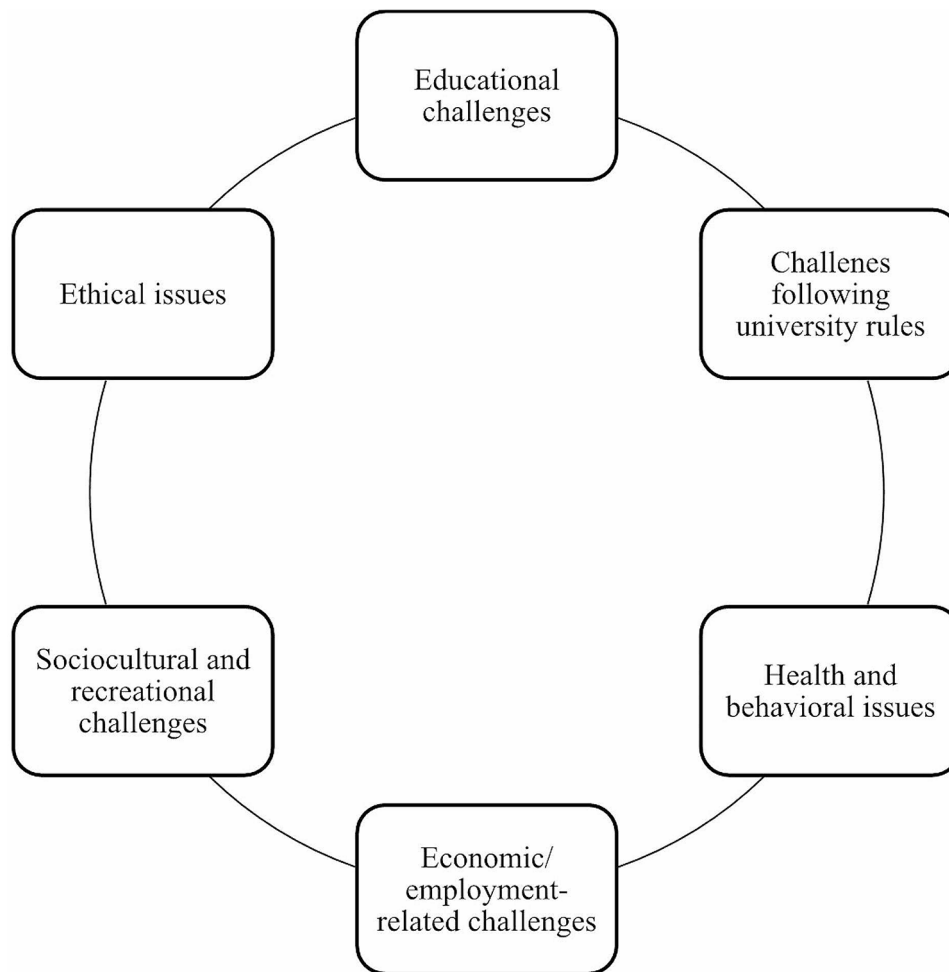 Educational
challenges
Ethical issues
Challenes
following
university rules
Sociocultural and
recreational
challenges
Health and
behavioral issues
Economic/
employment-
related challenges